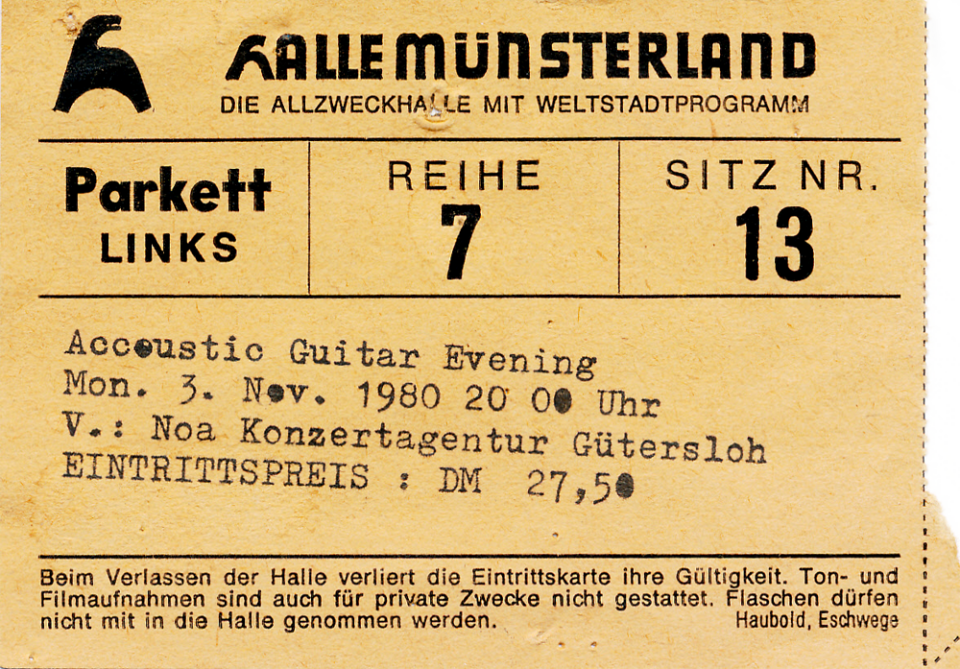 HALLE MÜNSTERLAND
DIE ALLZWECKHALLE MIT WELTSTADTPROGRAMM
Parkett
LINKS
REIHE
7
SITZ NR.
13
Accoustic Guitar Evening
Mon. 3. Nov. 1980 20 00 Uhr
V.: Noa Konzertagentur Gütersloh
EINTRITTSPREIS : DM 27,50
Beim Verlassen der Halle verliert die Eintrittskarte ihre Gültigkeit. Ton- und
Filmaufnahmen sind auch für private Zwecke nicht gestattet. Flaschen dürfen
nicht mit in die Halle genommen werden.
Haubold, Eschwege